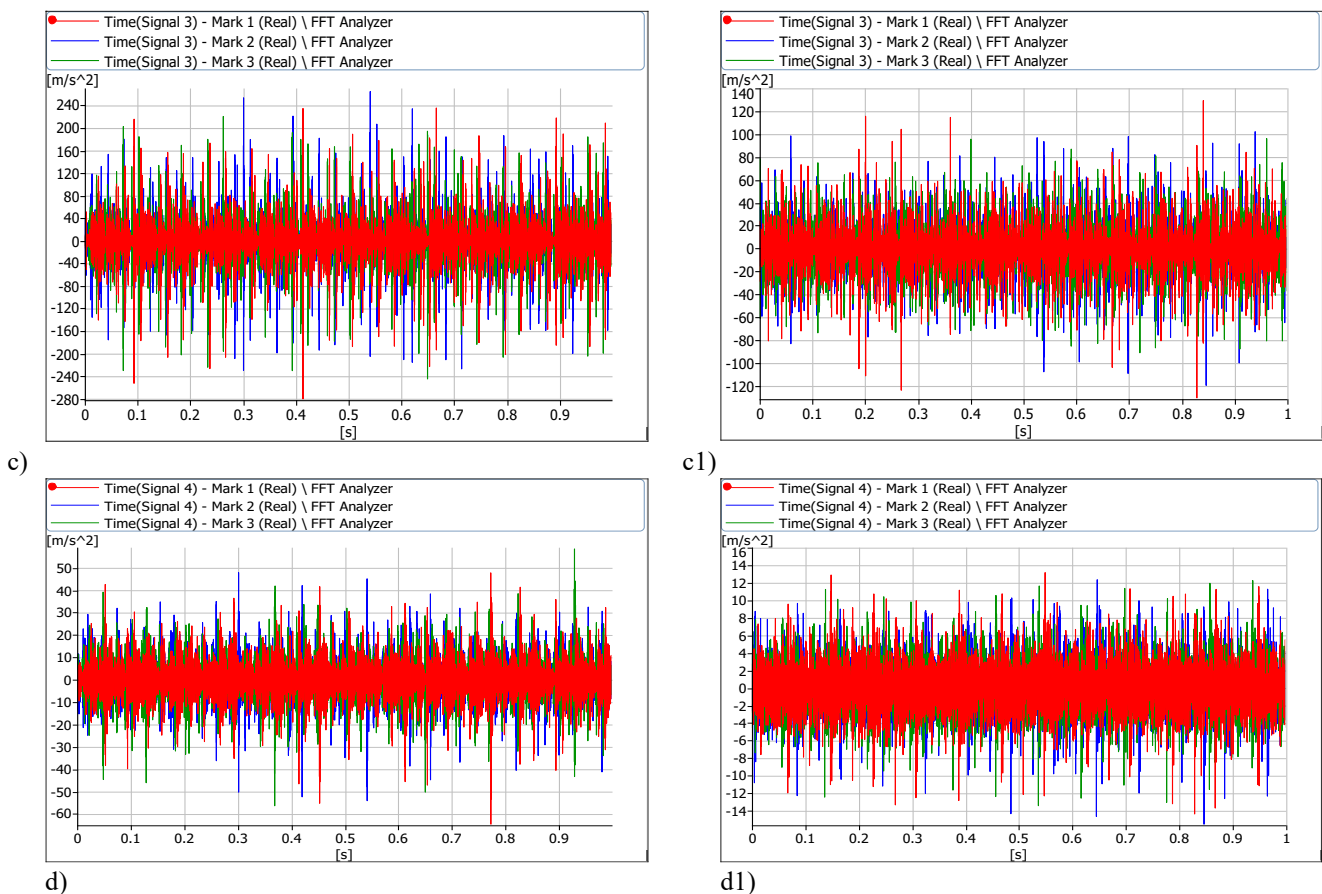 Time(Signal 3) - Mark 1 (Real) \ FFT Analyzer
Time(Signal 3) - Mark 2 (Real) \ FFT Analyzer
Time(Signal 3) - Mark 3 (Real) \ FFT Analyzer
[m/s^2]
240
200
160
120
80
40
0
-40
-80
-120
-160
-200
-240
-280
0 0.1 0.2 0.3 0.4 0.5 0.6 0.7 0.8 0.9
[s]
c)
Time(Signal 3) - Mark 1 (Real) \ FFT Analyzer
Time(Signal 3) - Mark 2 (Real) \ FFT Analyzer
Time(Signal 3) - Mark 3 (Real) \ FFT Analyzer
[m/s^2]
140
120
100
80
60
40
20
0
-20
-40
-60
-80
-100
-120
0 0.1 0.2 0.3 0.4 0.5 0.6 0.7 0.8 0.9 1
[s]
c1)
Time(Signal 4) - Mark 1 (Real) \ FFT Analyzer
Time(Signal 4) - Mark 2 (Real) \ FFT Analyzer
Time(Signal 4) - Mark 3 (Real) \ FFT Analyzer
[m/s^2]
50
40
30
20
10
0
-10
-20
-30
-40
-50
-60
0 0.1 0.2 0.3 0.4 0.5 0.6 0.7 0.8 0.9
[s]
d)
Time(Signal 4) - Mark 1 (Real) \ FFT Analyzer
Time(Signal 4) - Mark 2 (Real) \ FFT Analyzer
Time(Signal 4) - Mark 3 (Real) \ FFT Analyzer
[m/s^2]
16
14
12
10
8
6
4
2
0
-2
-4
-6
-8
-10
-12
-14
0 0.1 0.2 0.3 0.4 0.5 0.6 0.7 0.8 0.9 1
[s]
d1)